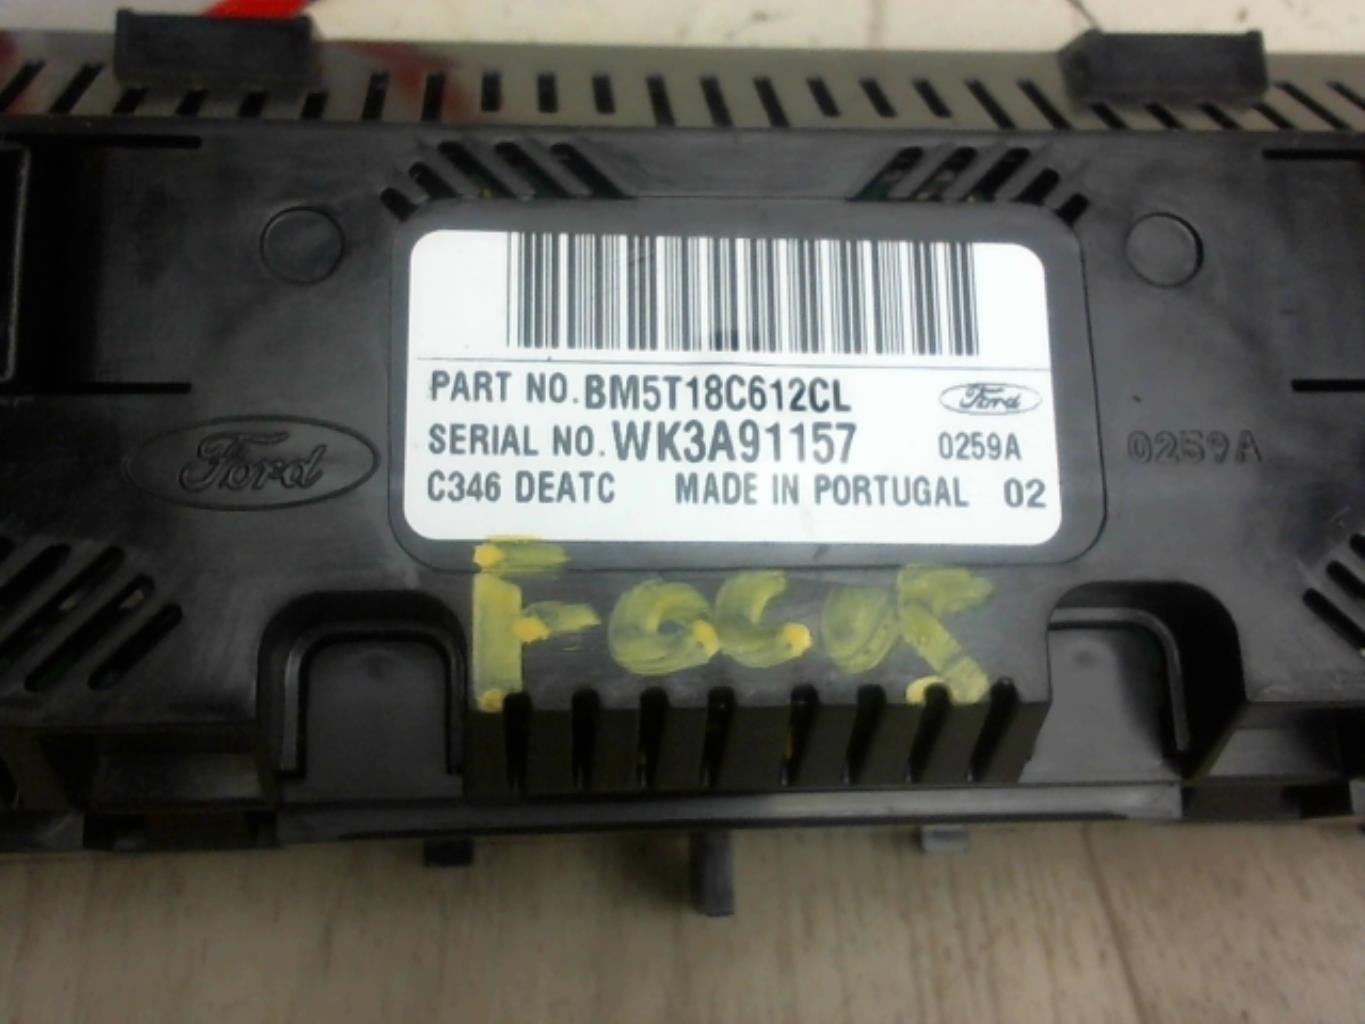 PART NO. BM5T18C612CL Ford
SERIAL NO. WK3A91157 0259A
C346 DEATC MADE IN PORTUGAL 02
Ford
0259A
FOCUS